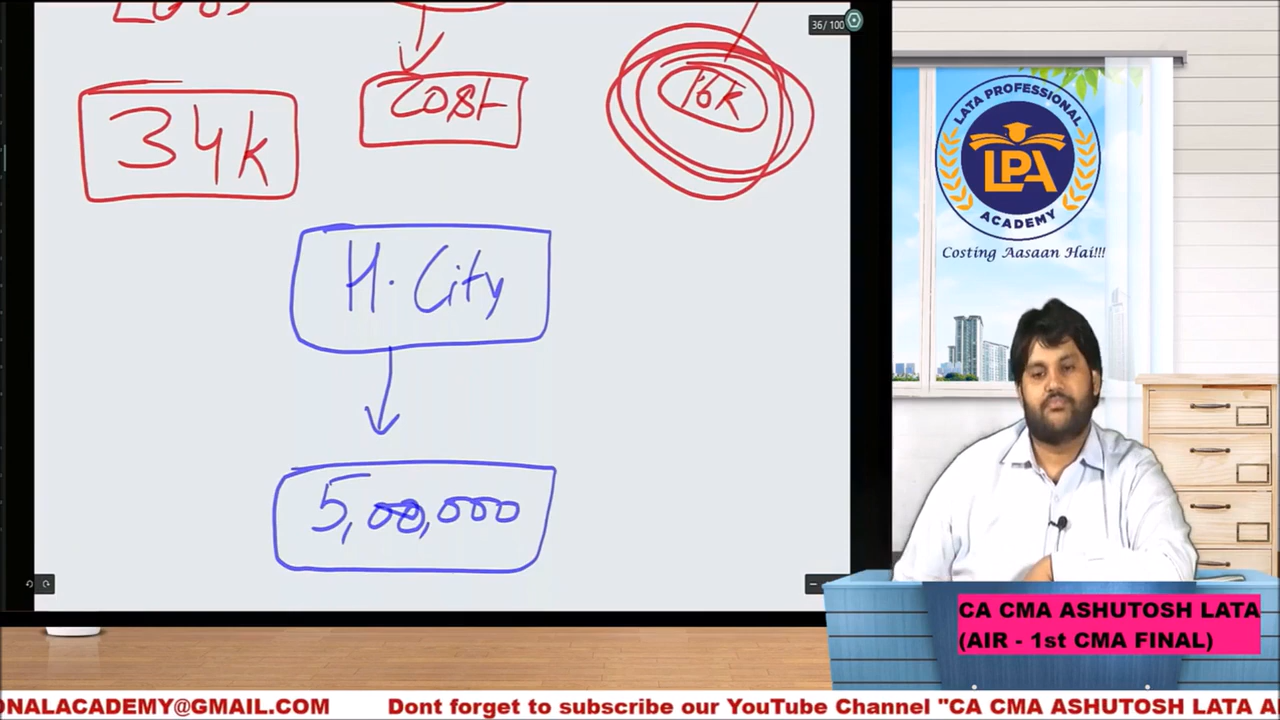 36/100
34k
Cost
16k
H. City
5,00,000
LATA PROFESSIONAL
LPA
ACADEMY
Costing Aasaan Hai!!!
CA CMA ASHUTOSH LATA
(AIR - 1st CMA FINAL)
ONALACADEMY@GMAIL.COM Dont forget to subscribe our YouTube Channel "CA CMA ASHUTOSH LATA A